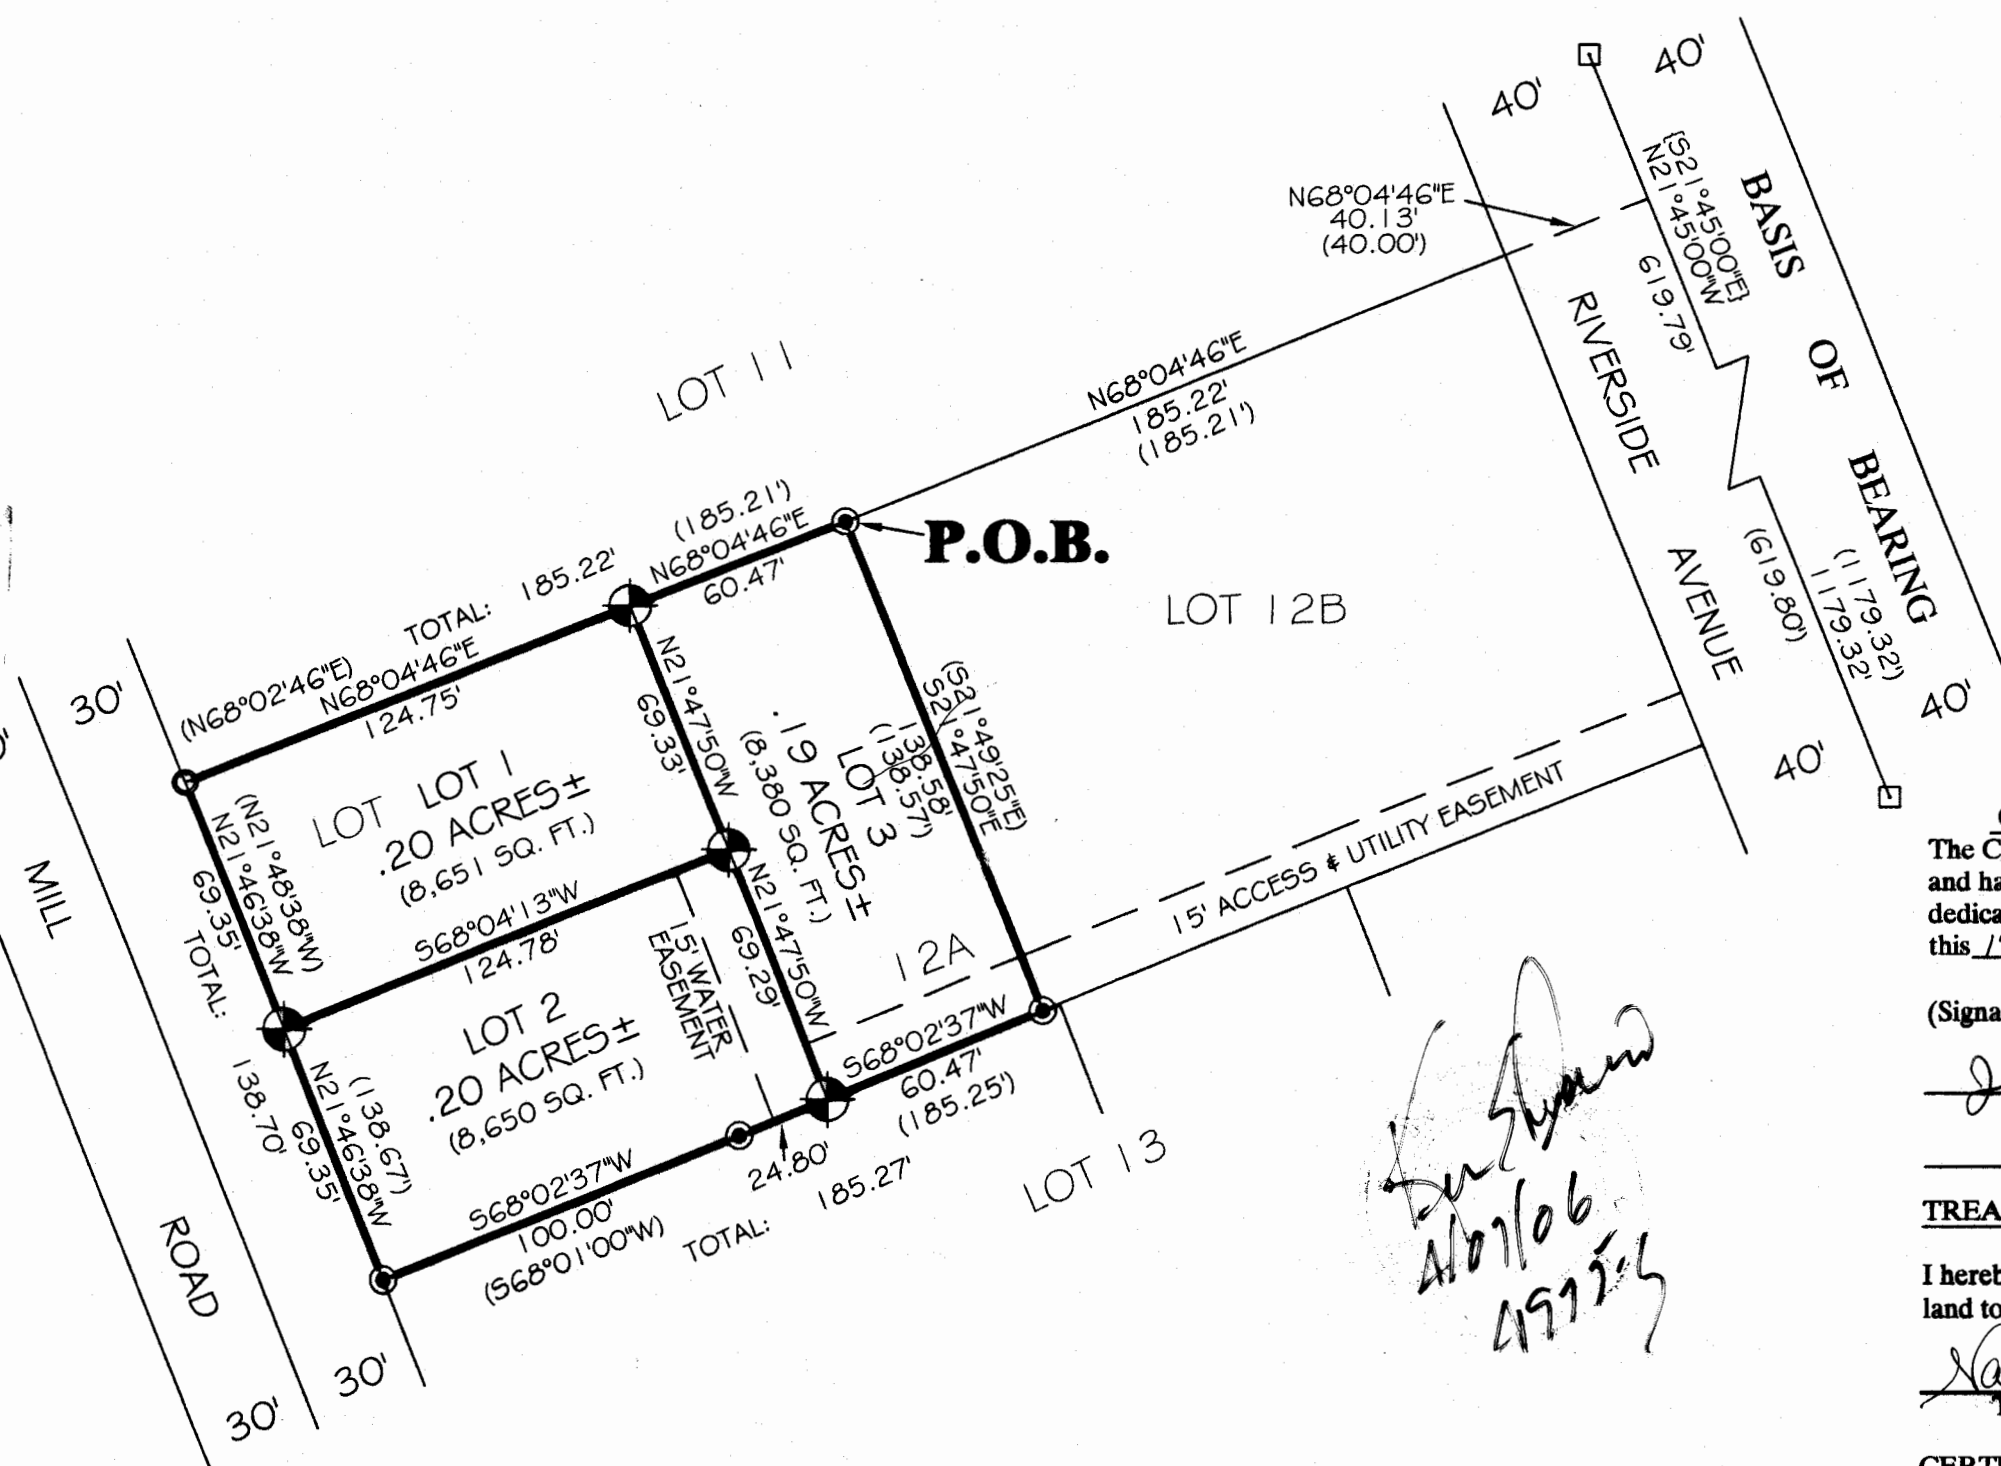 40'
40'
N68°04'46"E
40.13'
(40.00')
{S21°45'00"E}
N21°45'00"W
619.79'
BASIS OF BEARING
RIVERSIDE AVENUE
(619.80')
(1179.32')
1179.32'
40'
40'
LOT 11
N68°04'46"E
185.22'
(185.21')
(185.21')
N68°04'46"E
60.47'
P.O.B.
LOT 12B
TOTAL: 185.22'
(N68°02'46"E)
N68°04'46"E
124.75'
30'
N21°47'50"W
69.33'
LOT
LOT 1
.20 ACRES±
(8,651 SQ. FT.)
(N21°48'38"W)
N21°46'38"W
69.35'
TOTAL:
138.70'
.19 ACRES±
(8,380 SQ. FT.)
LOT 3
(S21°49'25"E)
S21°47'50"E
138.58'
(138.57')
S68°04'13"W
124.78'
LOT 2
.20 ACRES±
(8,650 SQ. FT.)
15' WATER
EASEMENT
N21°47'50"W
69.29'
12A
15' ACCESS & UTILITY EASEMENT
S68°02'37"W
60.47'
(185.25')
(138.67')
N21°46'38"W
69.35'
S68°02'37"W
100.00'
(S68°01'00"W)
24.80'
TOTAL: 185.27'
LOT 13
MILL ROAD
30'
30'
4/07/06
The C
and ha
dedica
this
(Signa
TREA
I hereb
land to
CERT